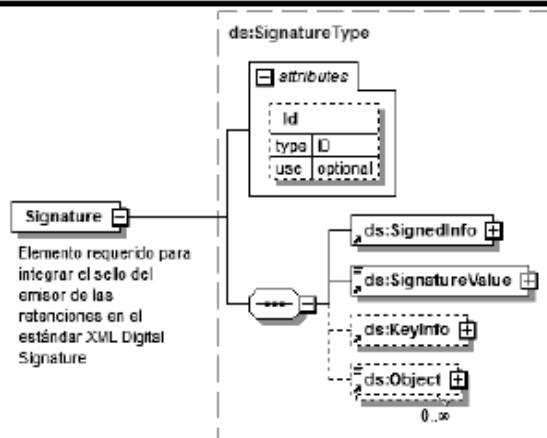 ds:SignatureType
attributes
Id
type ID
use optional
Signature
Elemento requerido para
integrar el sello del
emisor de las
retenciones en el
estándar XML Digital
Signature
ds:SignedInfo
ds:SignatureValue
ds:KeyInfo
ds:Object
0..∞